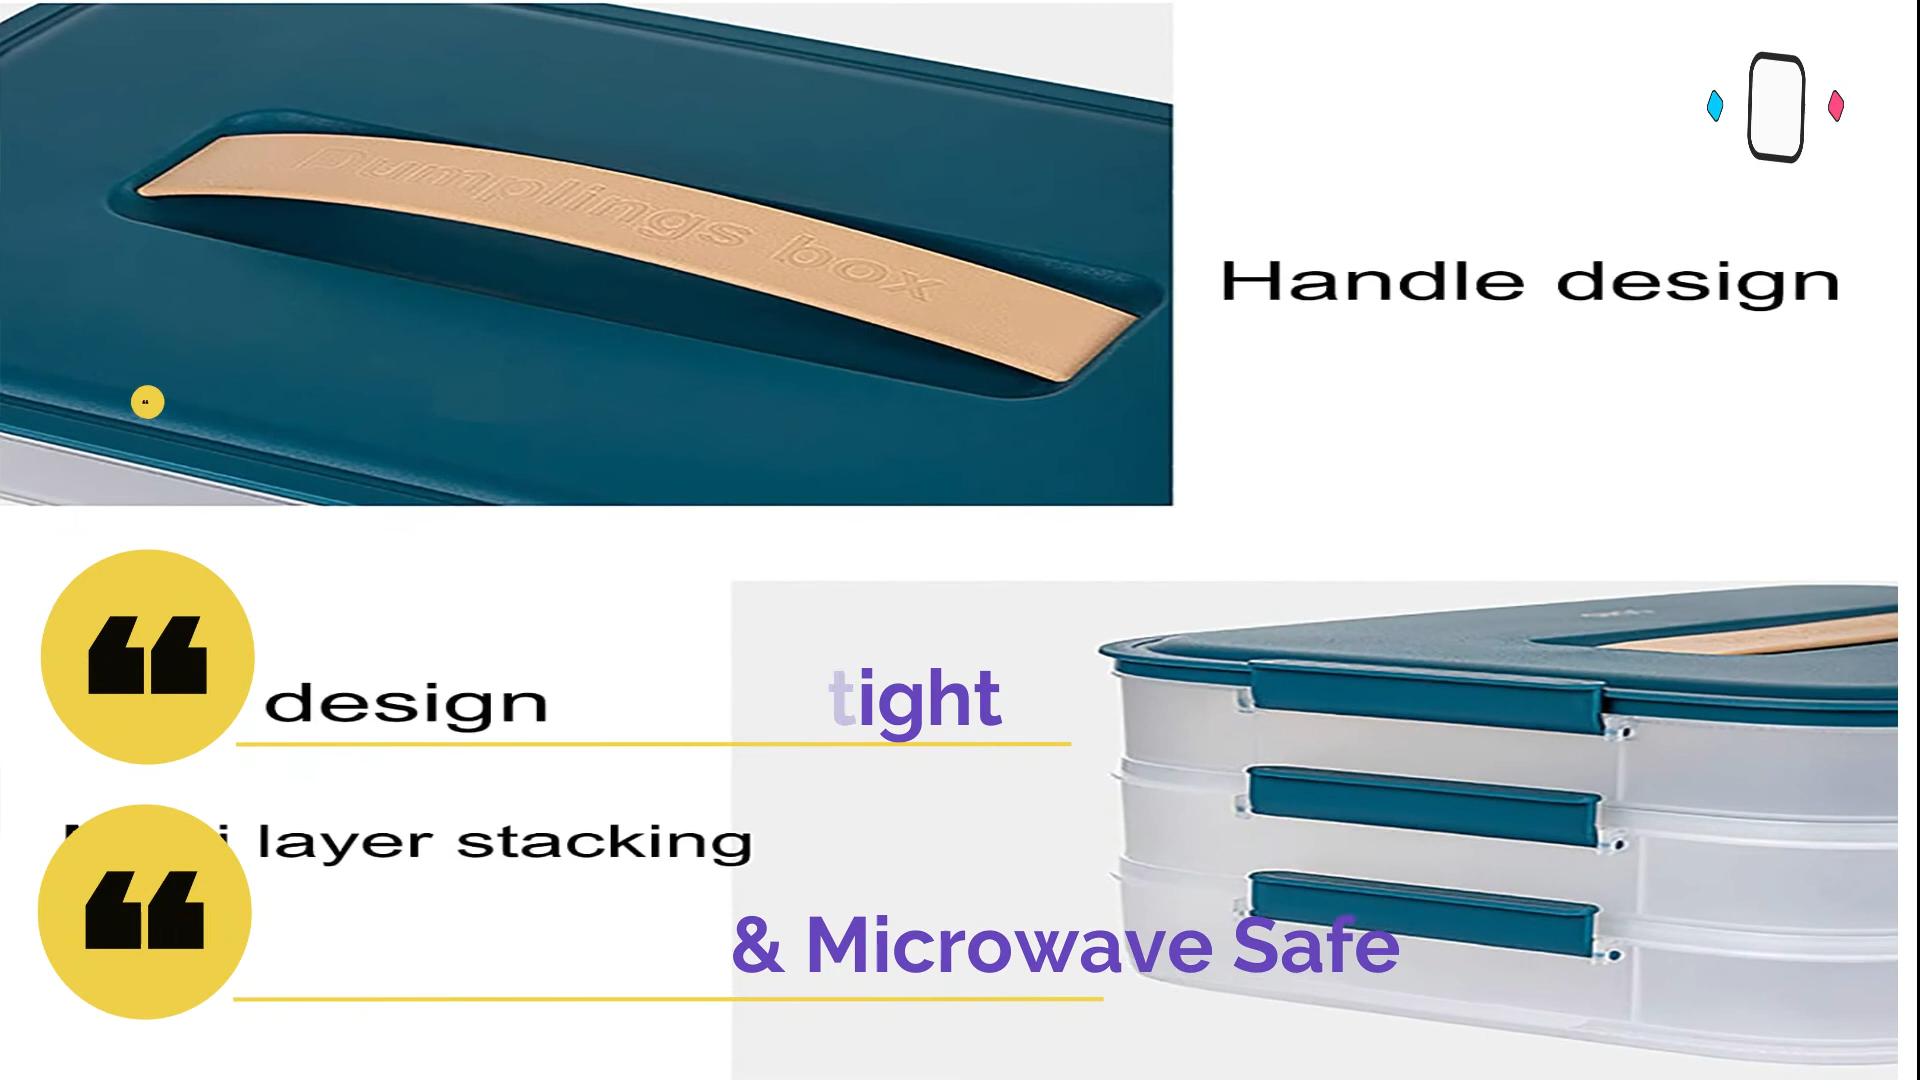 Dumplings box
Handle design
design
tight
layer stacking
& Microwave Safe